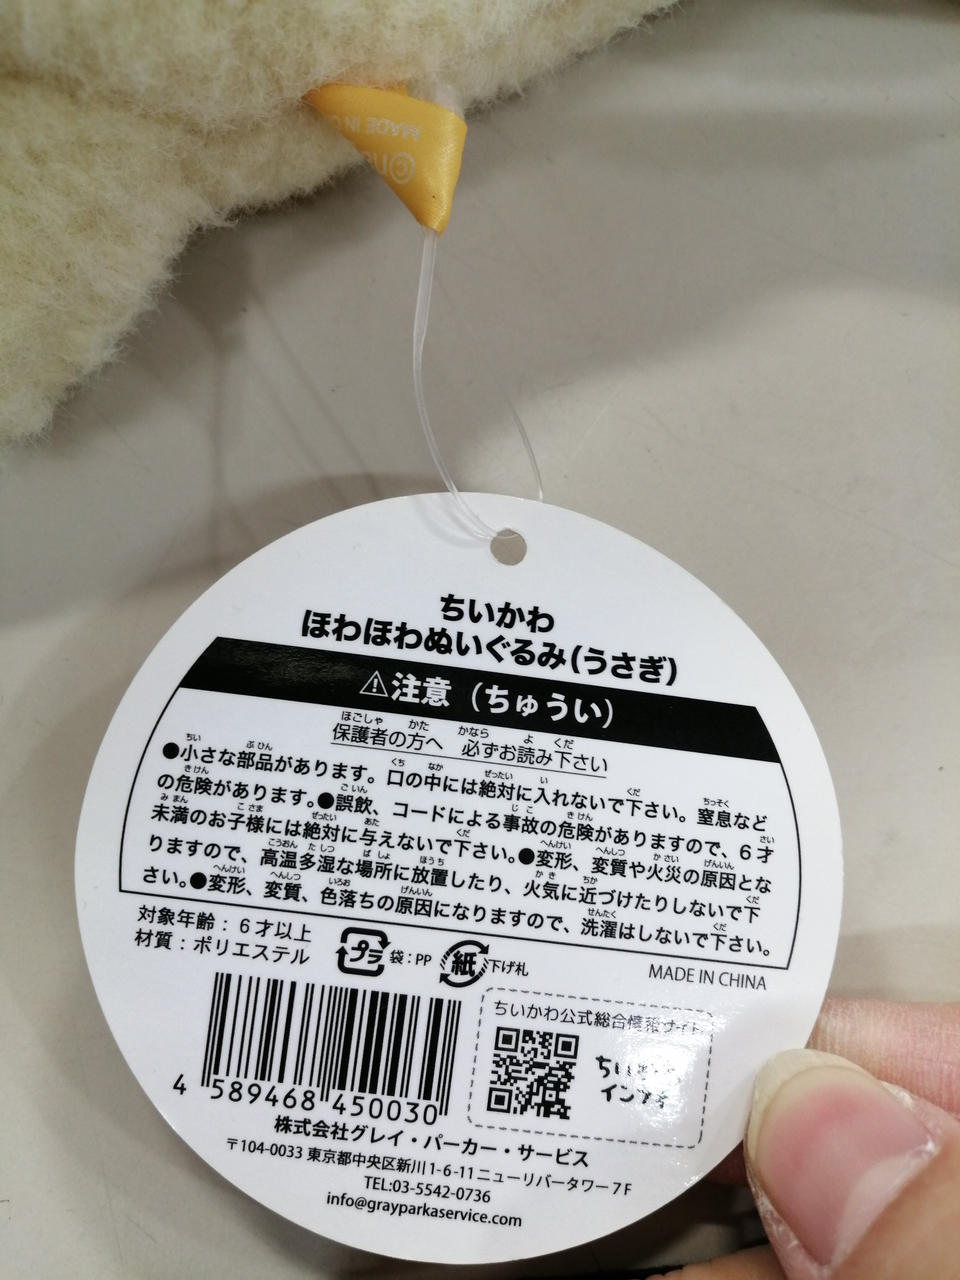 MADE IN
©na
ちいかわ
ほわほわぬいぐるみ(うさぎ)
⚠注意（ちゅうい）
保護者の方へ 必ずお読み下さい
●小さな部品があります。口の中には絶対に入れないで下さい。窒息など
の危険があります。●誤飲、コードによる事故の危険がありますので、6才
未満のお子様には絶対に与えないで下さい。●変形、変質や火災の原因とな
りますので、高温多湿な場所に放置したり、火気に近づけたりしないで下
さい。●変形、変質、色落ちの原因になりますので、洗濯はしないで下さい。
対象年齢：6才以上
材質：ポリエステル
プラ 袋：PP 紙 下げ札
MADE IN CHINA
ちいかわ公式総合情報サイト
インフォ
4 589468 450030
株式会社グレイ・パーカー・サービス
〒104-0033 東京都中央区新川1-6-11ニューリバータワー7F
TEL:03-5542-0736
info@grayparkaservice.com